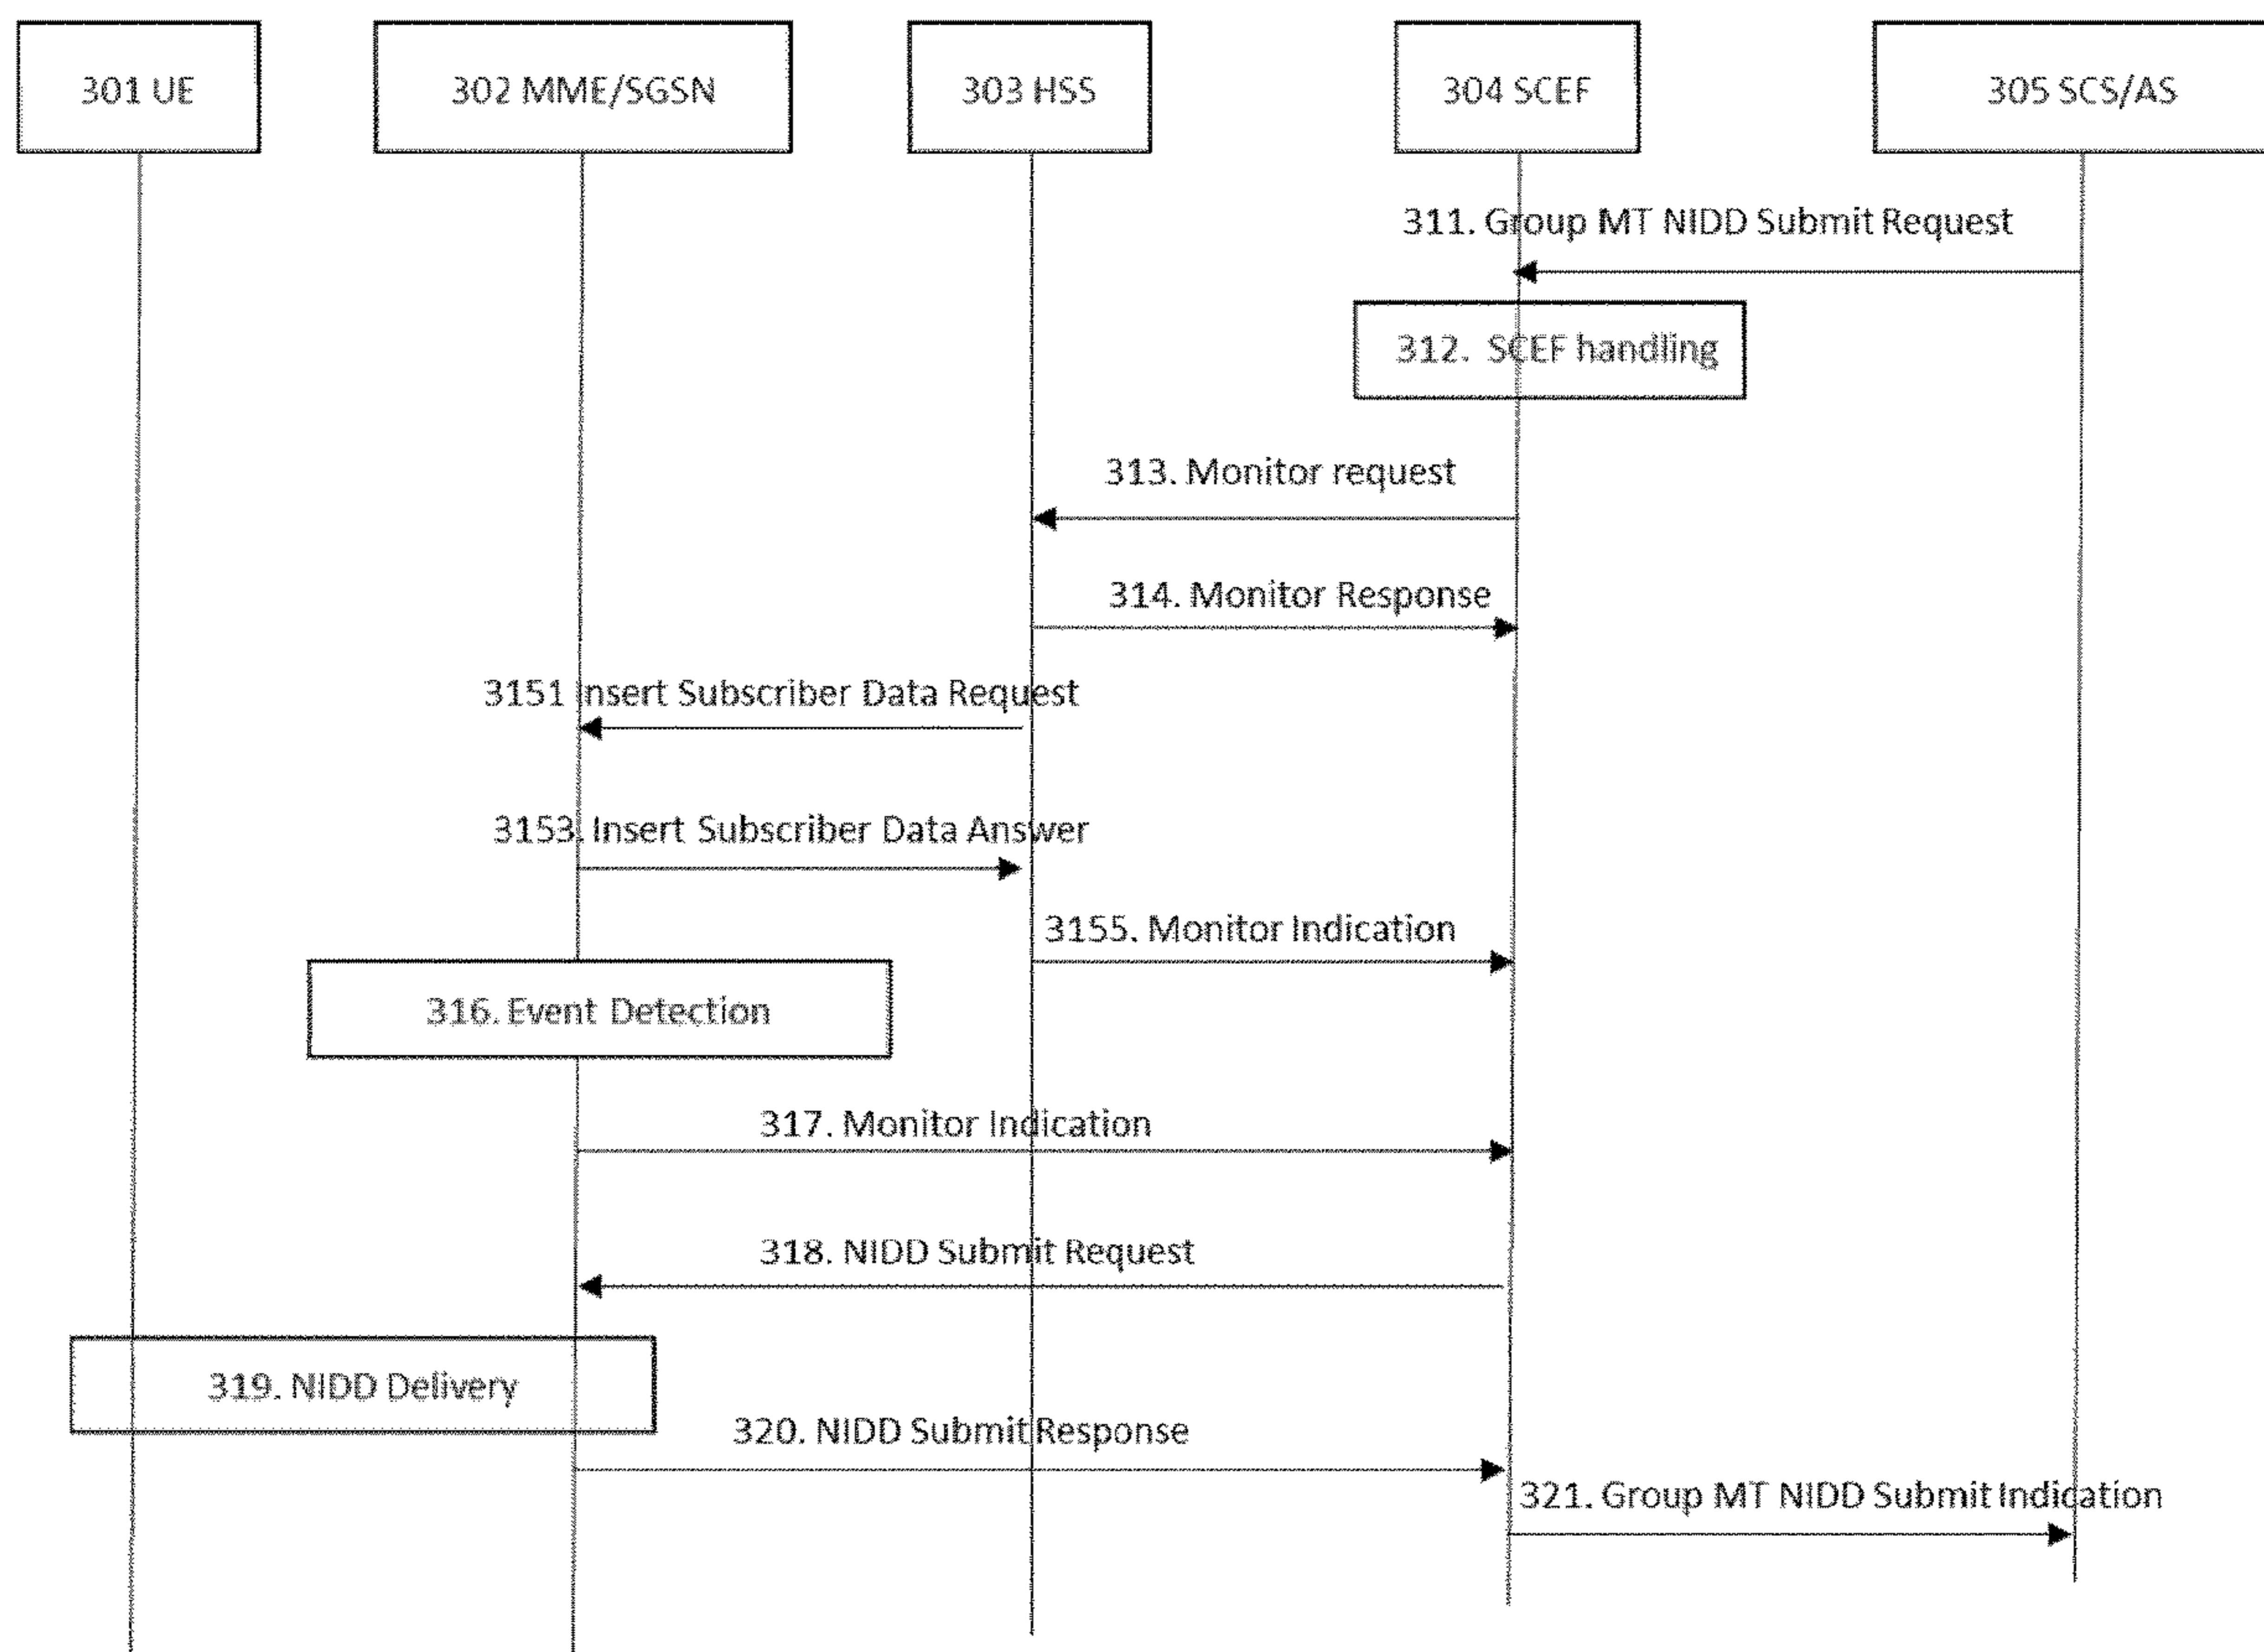 301 UE
302 MME/SGSN
303 HSS
304 SCEF
305 SCS/AS
311. Group MT NIDD Submit Request
312. SCEF handling
313. Monitor request
314. Monitor Response
3151 Insert Subscriber Data Request
3153. Insert Subscriber Data Answer
3155. Monitor Indication
316. Event Detection
317. Monitor Indication
318. NIDD Submit Request
319. NIDD Delivery
320. NIDD Submit Response
321. Group MT NIDD Submit Indication